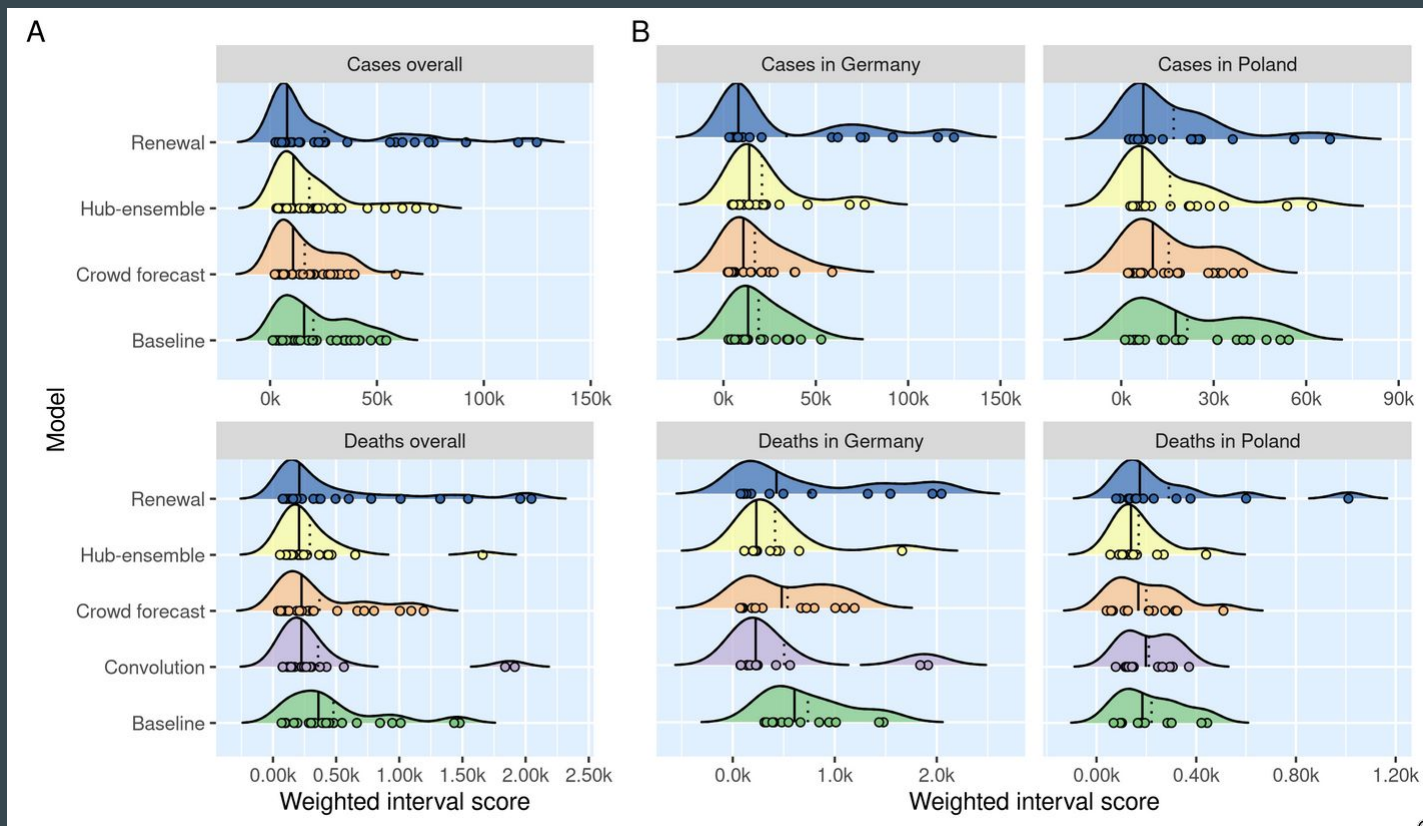 A
B
Cases overall
Cases in Germany
Cases in Poland
Renewal
Hub-ensemble
Crowd forecast
Baseline
0k 50k 100k 150k
0k 50k 100k 150k
0k 30k 60k 90k
Model
Deaths overall
Deaths in Germany
Deaths in Poland
Renewal
Hub-ensemble
Crowd forecast
Convolution
Baseline
0.00k 0.50k 1.00k 1.50k 2.00k 2.50k
0.0k 1.0k 2.0k
0.00k 0.40k 0.80k 1.20k
Weighted interval score
Weighted interval score